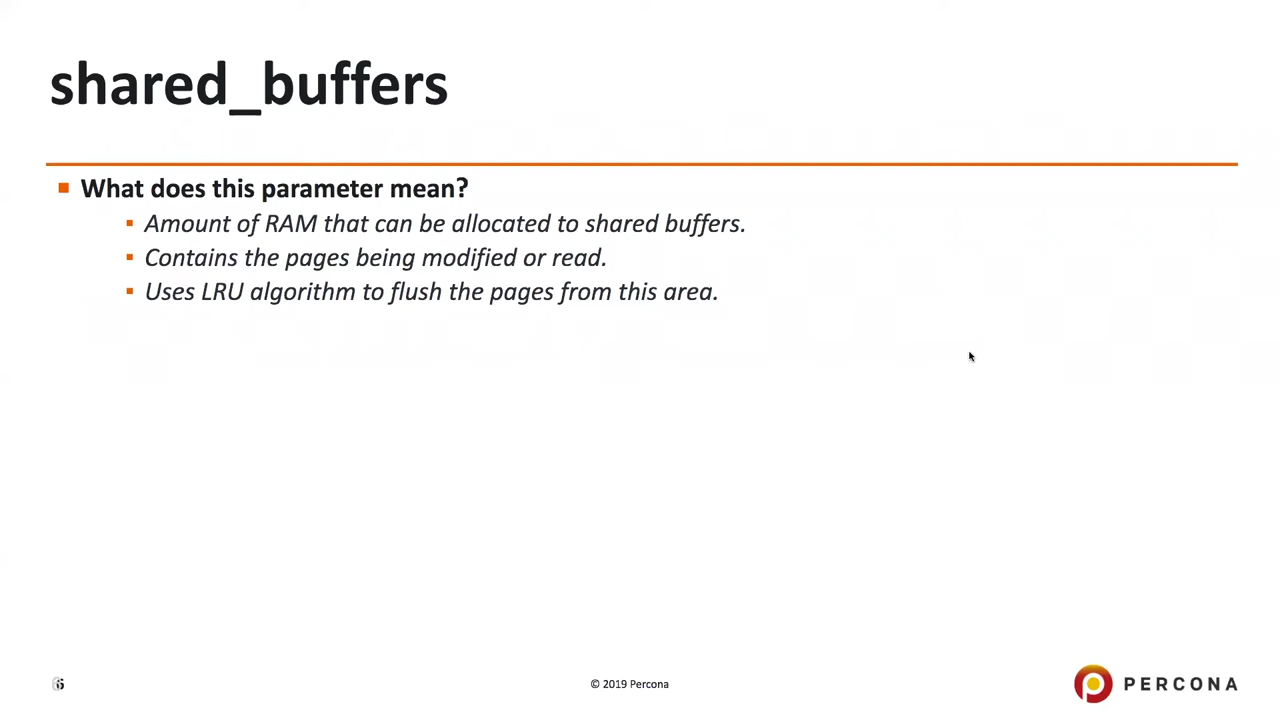 shared_buffers
What does this parameter mean?
Amount of RAM that can be allocated to shared buffers.
Contains the pages being modified or read.
Uses LRU algorithm to flush the pages from this area.
6
© 2019 Percona
PERCONA